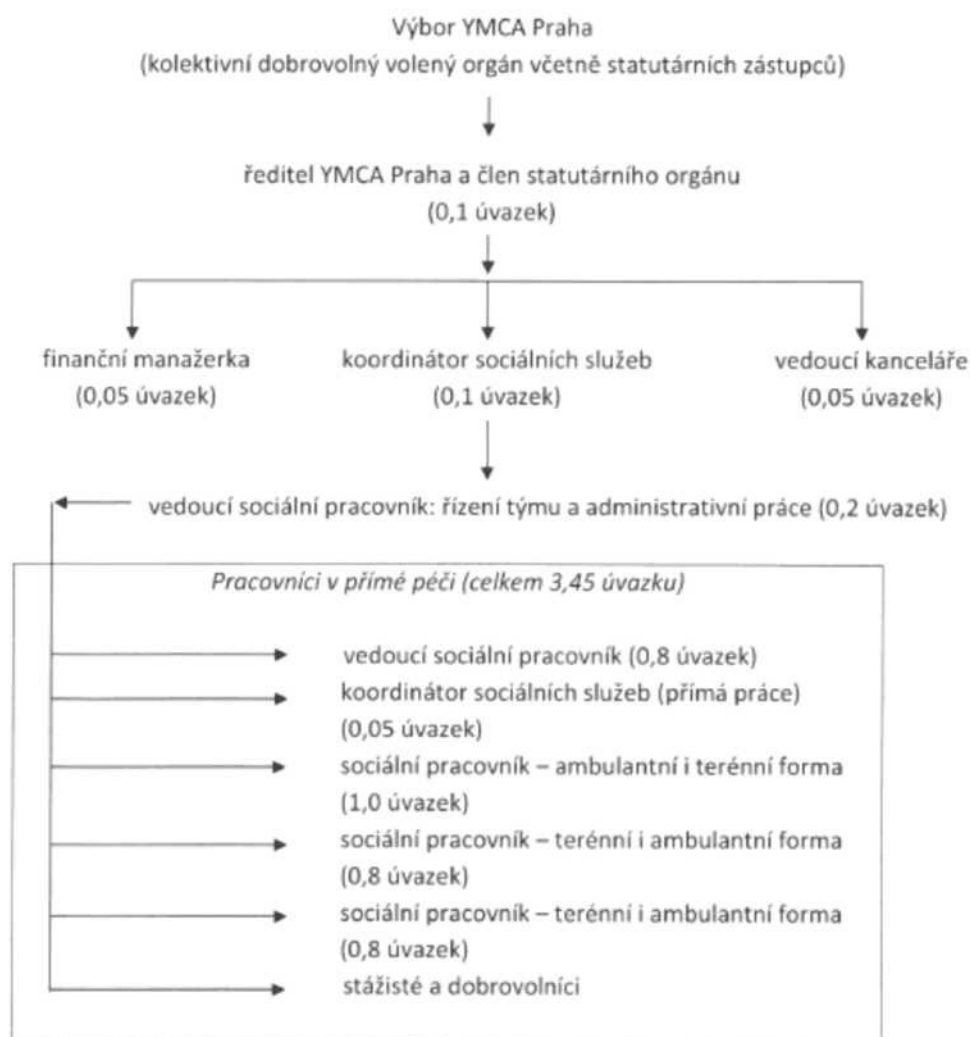 Výbor YMCA Praha
(kolektivní dobrovolný volený orgán včetně statutárních zástupců)
ředitel YMCA Praha a člen statutárního orgánu
(0,1 úvazek)
finanční manažerka
(0,05 úvazek)
koordinátor sociálních služeb
(0,1 úvazek)
vedoucí kanceláře
(0,05 úvazek)
vedoucí sociální pracovník: řízení týmu a administrativní práce (0,2 úvazek)
Pracovníci v přímé péči (celkem 3,45 úvazku)
vedoucí sociální pracovník (0,8 úvazek)
koordinátor sociálních služeb (přímá práce)
(0,05 úvazek)
sociální pracovník – ambulantní i terénní forma
(1,0 úvazek)
sociální pracovník – terénní i ambulantní forma
(0,8 úvazek)
sociální pracovník – terénní i ambulantní forma
(0,8 úvazek)
stážisté a dobrovolníci